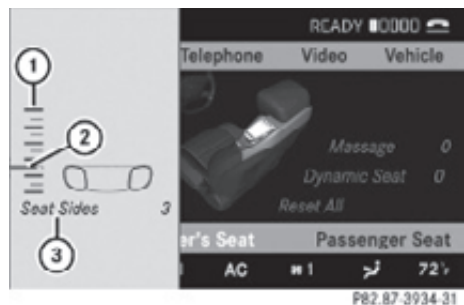 READY
1
Telephone Video Vehicle
2
Massage 0
Dynamic Seat 0
Seat Sides 3
Reset All
3
er's Seat Passenger Seat
AC 1 72°F
P82.87-3934-31